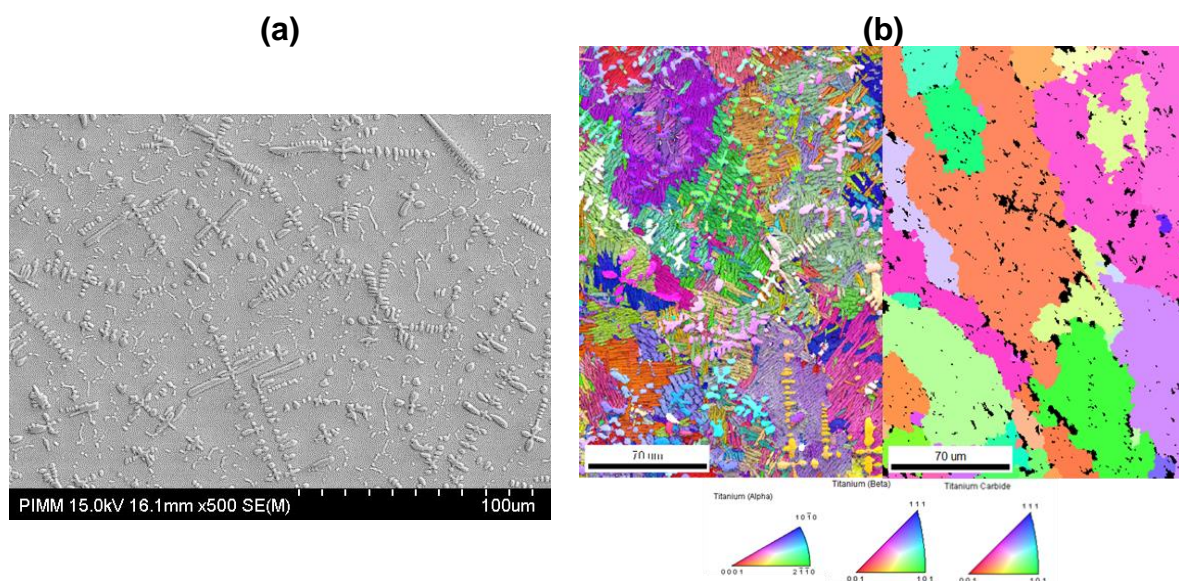 (a)
(b)
PIMM 15.0kV 16.1mm x500 SE(M)
100um
70 um
70 um
Titanium (Alpha)
Titanium (Beta)
Titanium Carbide
10 1̅ 0
0001
2 1̅ 1̅ 0
111
001
101
111
001
101